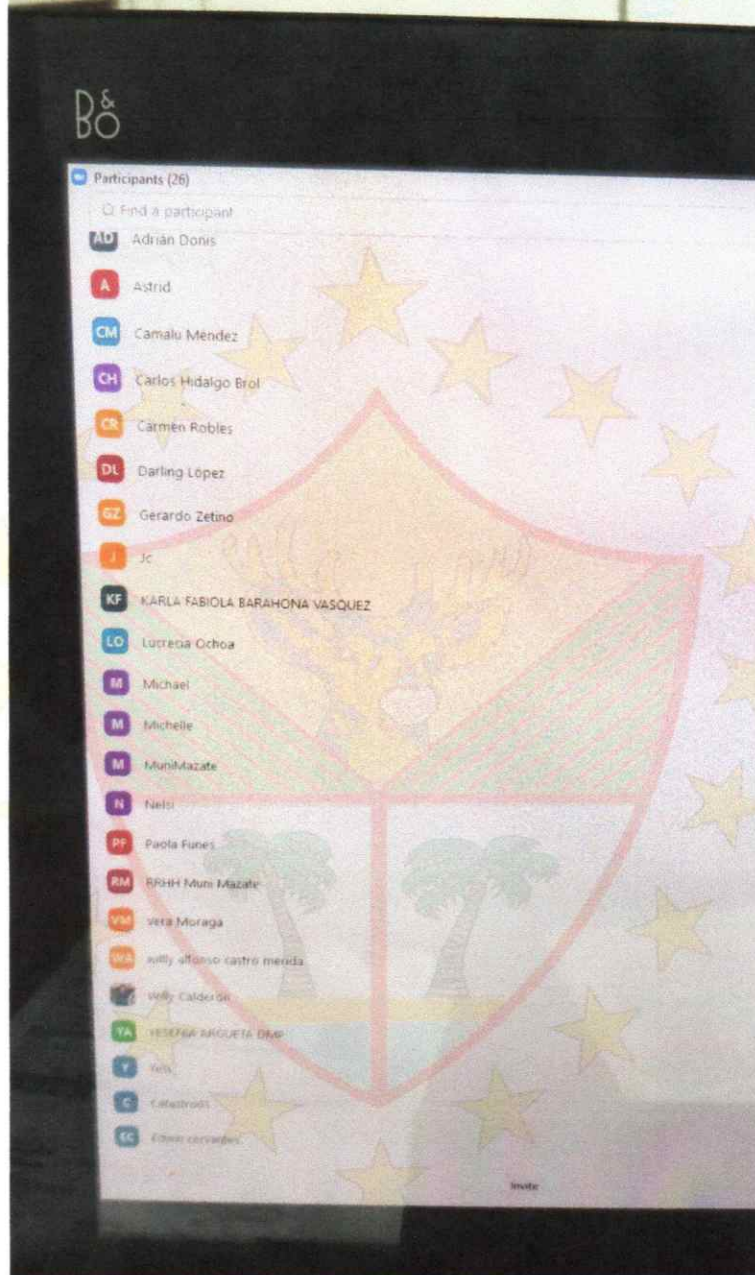 B&O
Participants (26)
Find a participant
AD Adrián Donis
A Astrid
CM Camalu Méndez
CH Carlos Hidalgo Brol
CR Carmen Robles
DL Darling López
GZ Gerardo Zetino
J Jc
KF KARLA FABIOLA BARAHONA VASQUEZ
LO Lucrecia Ochoa
M Michael
M Michelle
M MuniMazate
N Nelsi
PF Paola Funes
RM RRHH Muni Mazate
VM Vera Moraga
WA willy alfonso castro merida
Willy Calderón
YA YESENIA ARGUETA DMP
Y
C
EC Edwin cervantes
Invite